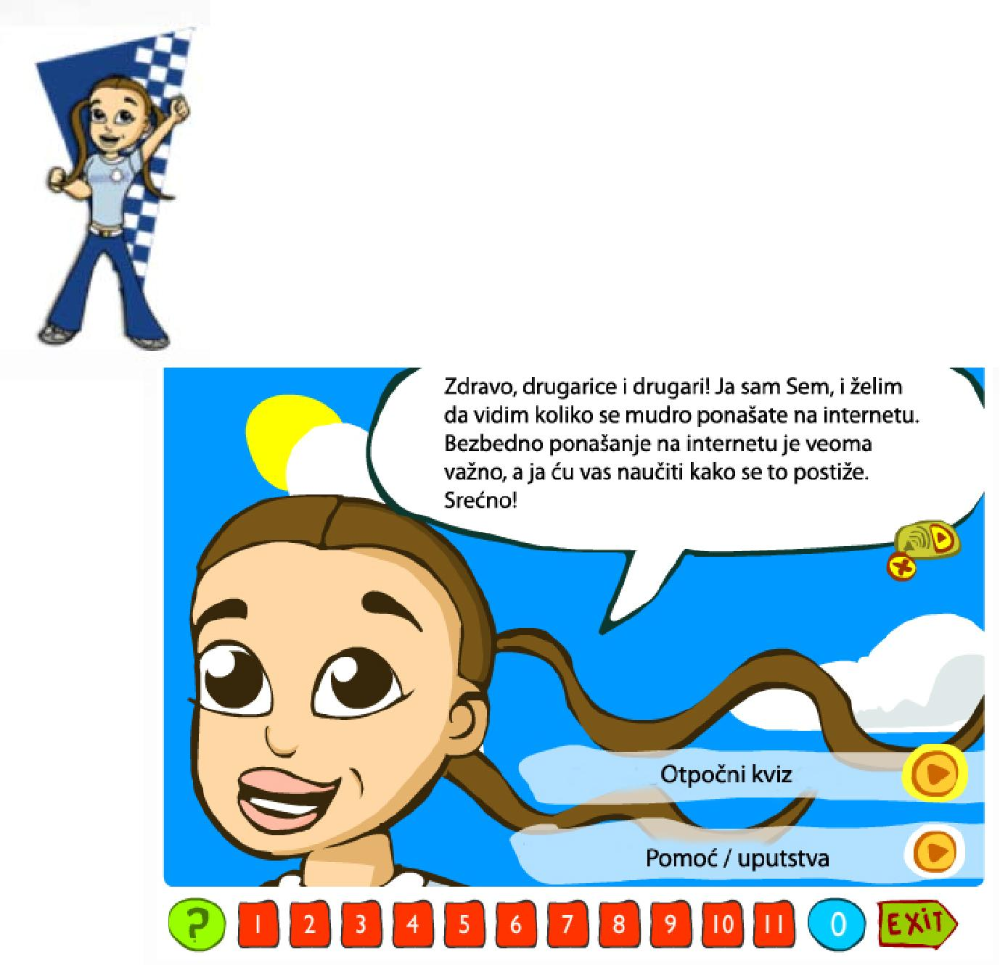 Zdravo, drugarice i drugari! Ja sam Sem, i želim
da vidim koliko se mudro ponašate na internetu.
Bezbedno ponašanje na internetu je veoma
važno, a ja ću vas naučiti kako se to postiže.
Srećno!
Otpočni kviz
Pomoć / uputstva
? 1 2 3 4 5 6 7 8 9 10 11 0 EXiT